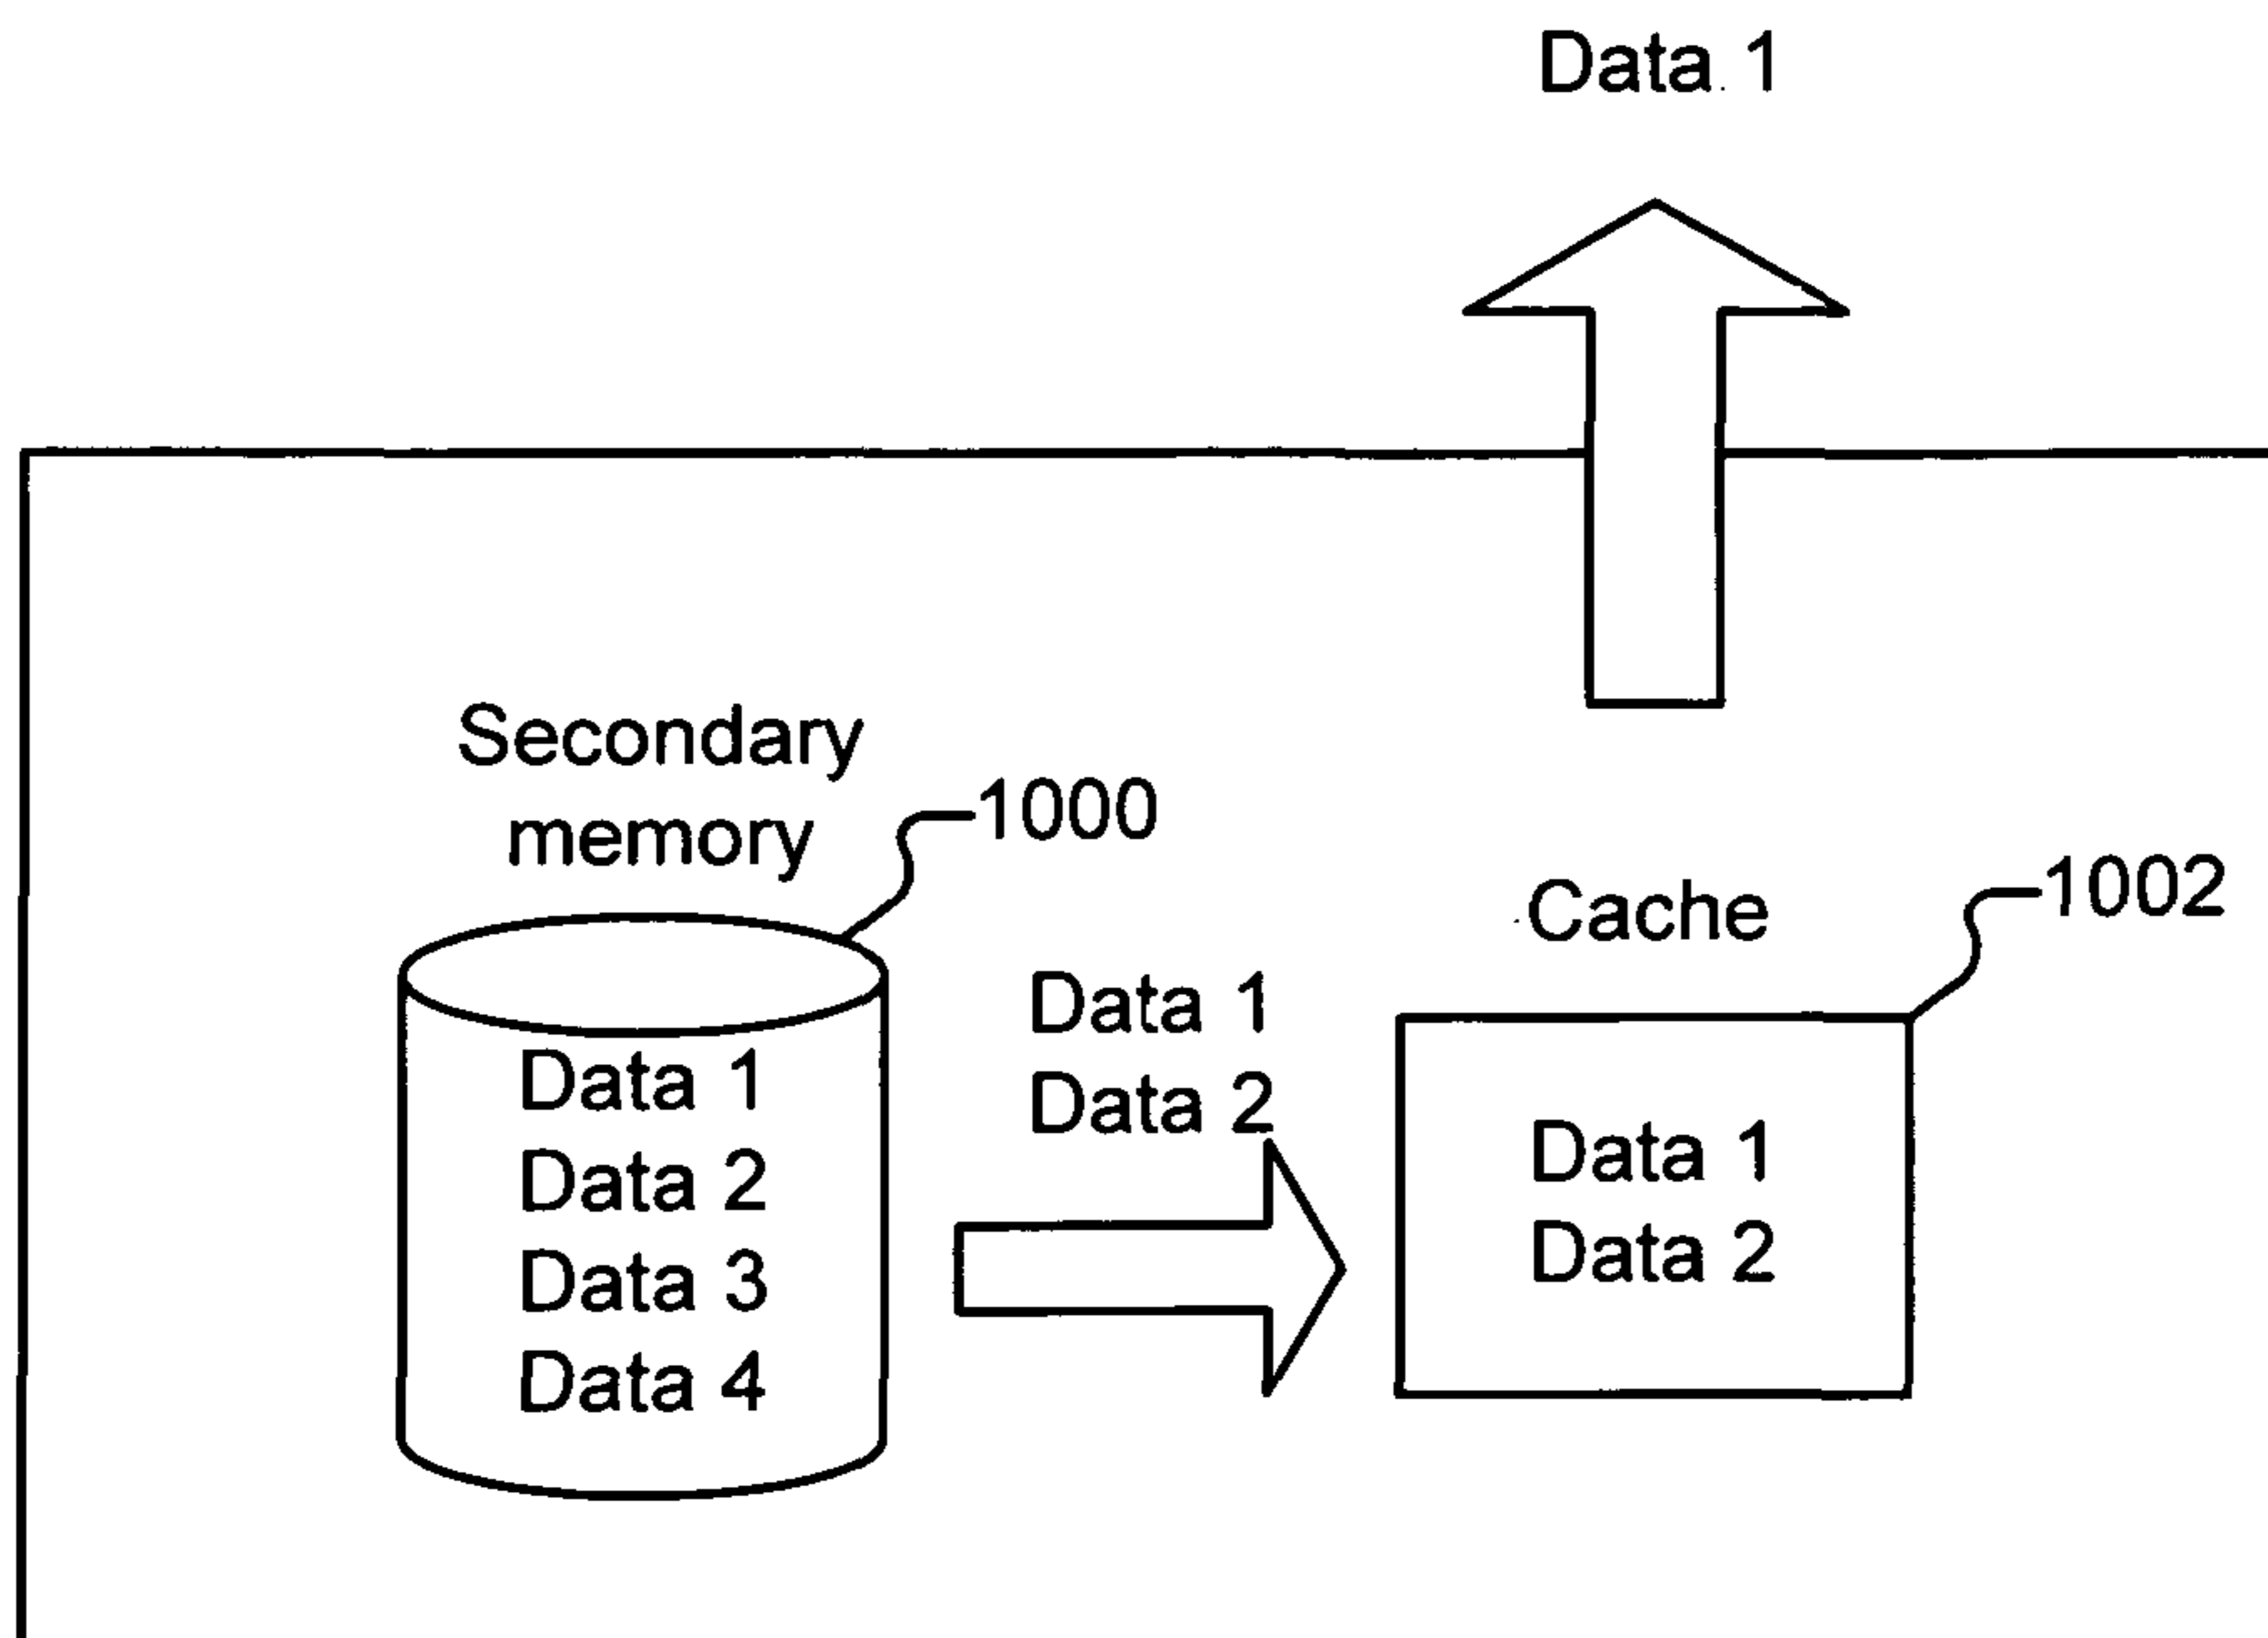 Data 1
Secondary
memory
1000
Cache
1002
Data 1
Data 2
Data 1
Data 2
Data 3
Data 4
Data 1
Data 2